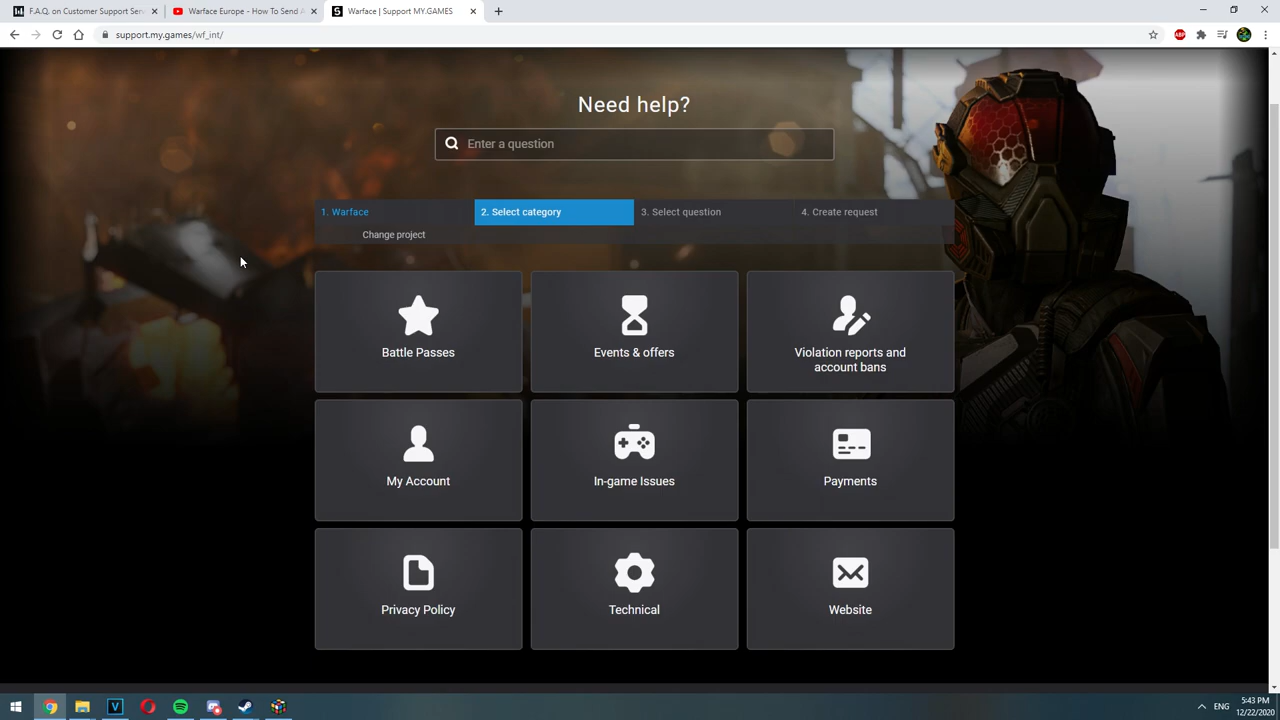 F.A.Q. on Customer Support Ser
Warface Europe - How To Send A
Warface | Support MY.GAMES
support.my.games/wf_int/
ABP
Need help?
Enter a question
1. Warface
2. Select category
3. Select question
4. Create request
Change project
Battle Passes
Events & offers
Violation reports and
account bans
My Account
In-game Issues
Payments
Privacy Policy
Technical
Website
V
ENG
5:43 PM
12/22/2020